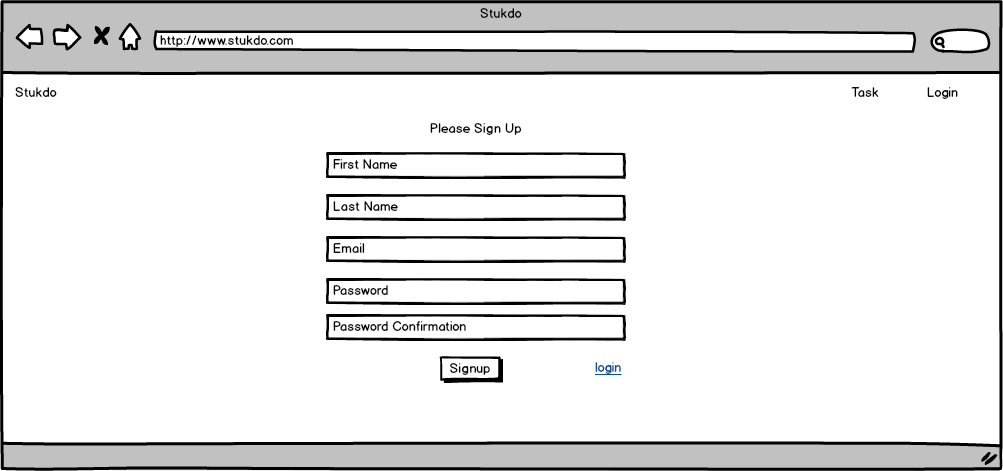 Stukdo
http://www.stukdo.com
Stukdo Task Login
Please Sign Up
First Name
Last Name
Email
Password
Password Confirmation
Signup login